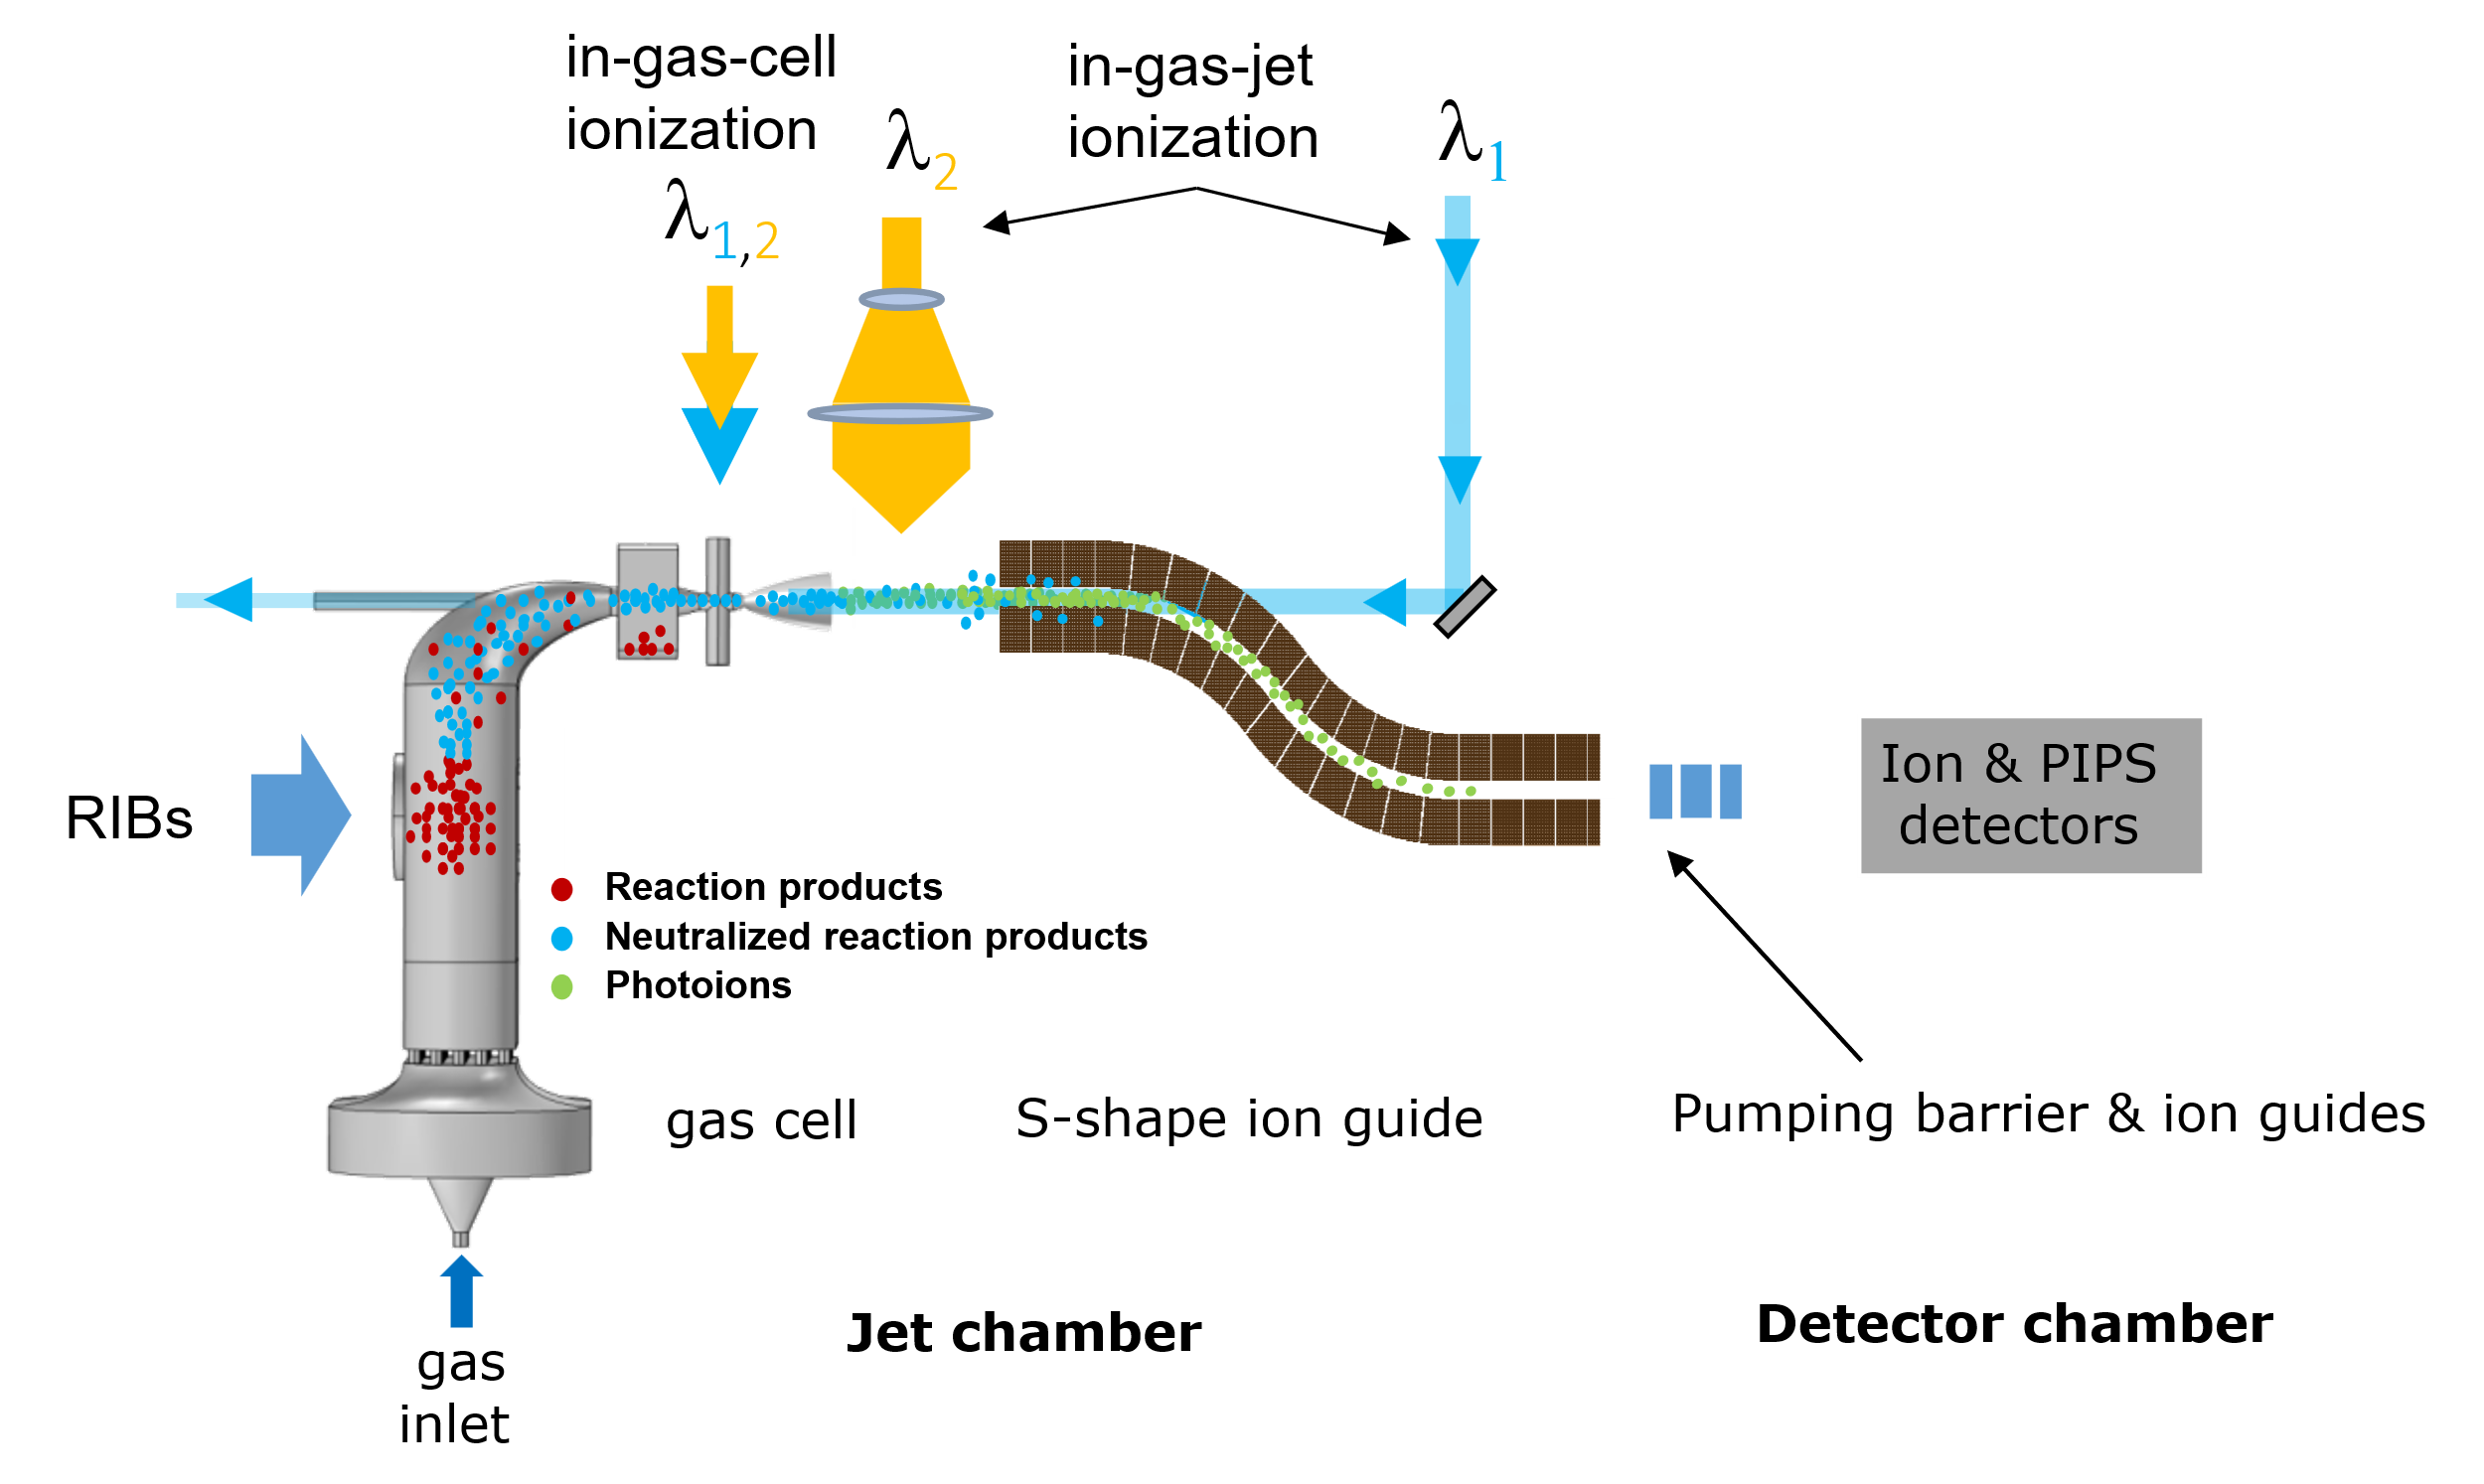 in-gas-cell
ionization
λ1,2
λ2
in-gas-jet
ionization
λ1
RIBs
Reaction products
Neutralized reaction products
Photoions
Ion & PIPS
detectors
gas cell
S-shape ion guide
Pumping barrier & ion guides
Jet chamber
Detector chamber
gas
inlet